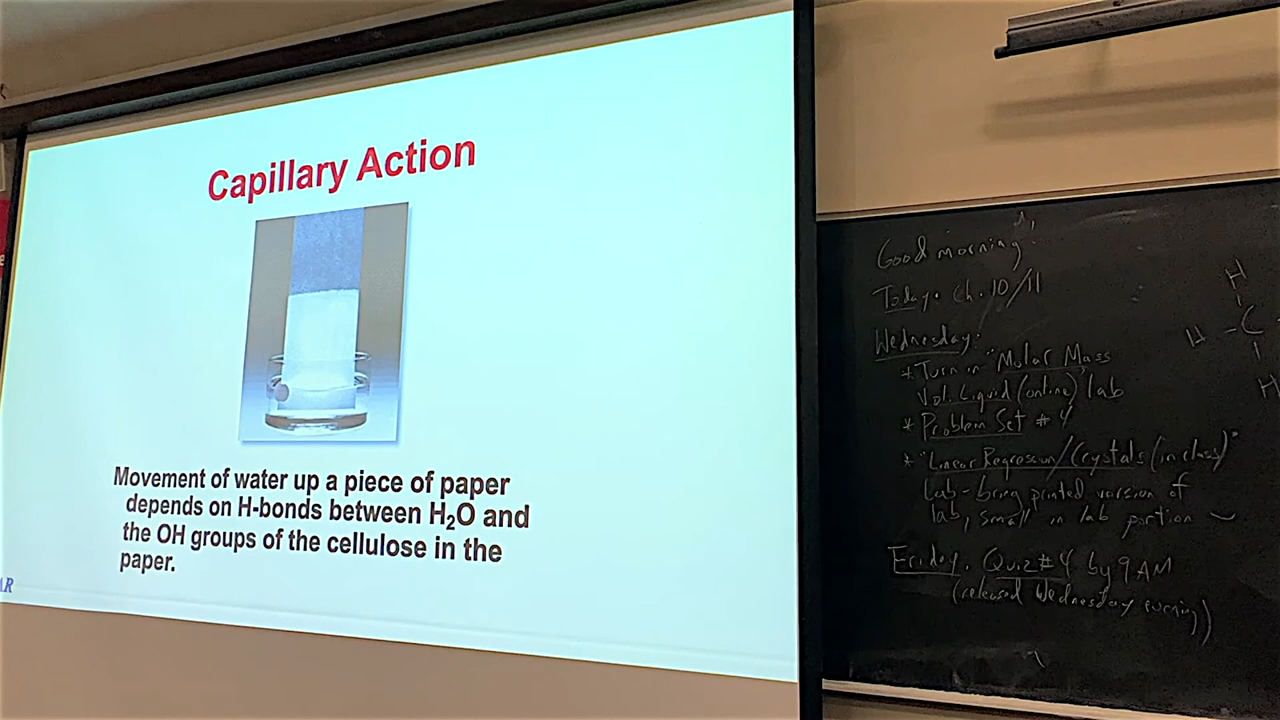 Capillary Action
Movement of water up a piece of paper
depends on H-bonds between H₂O and
the OH groups of the cellulose in the
paper.
AR
Good morning!
Today: Ch. 10/11
Wednesday:
* Turn in "Molar Mass
Vol. Liquid (online) lab
* Problem Set #4
* "Linear Regression/Crystals (in class)"
Lab - bring printed version of
lab, small in lab portion
Friday. Quiz #4 by 9AM
(released Wednesday evening)
H
H - C
H